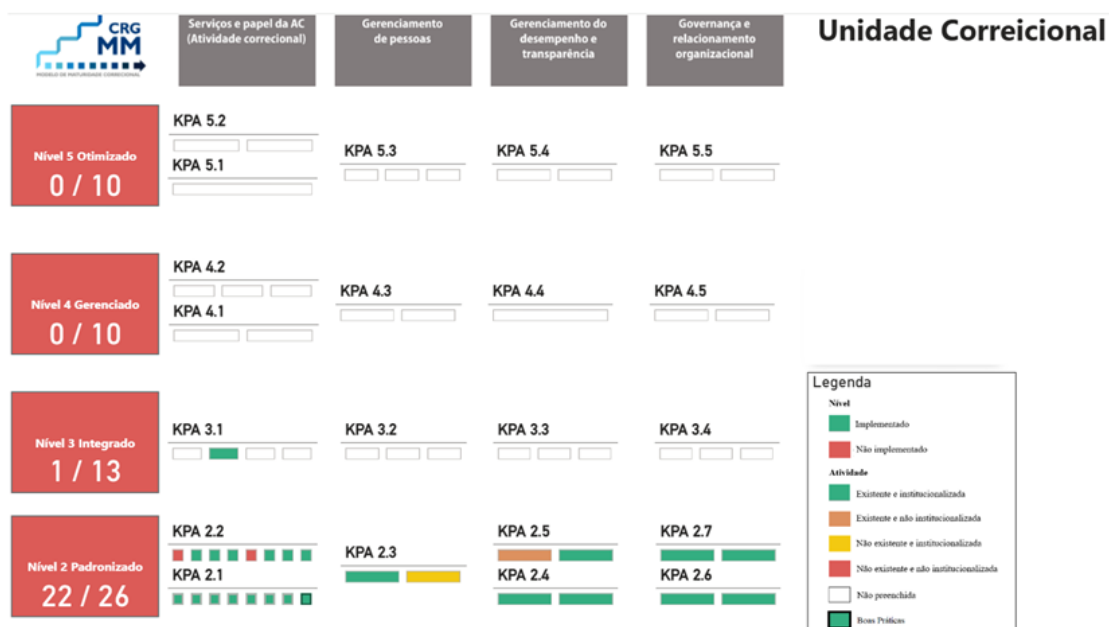 CRG
MM
MODELO DE MATURIDADE CORRECIONAL
Serviços e papel da AC
(Atividade correcional)
Gerenciamento
de pessoas
Gerenciamento do
desempenho e
transparência
Governança e
relacionamento
organizacional
Unidade Correicional
Nível 5 Otimizado
0 / 10
KPA 5.2
KPA 5.1
KPA 5.3
KPA 5.4
KPA 5.5
Nível 4 Gerenciado
0 / 10
KPA 4.2
KPA 4.1
KPA 4.3
KPA 4.4
KPA 4.5
Nível 3 Integrado
1 / 13
KPA 3.1
KPA 3.2
KPA 3.3
KPA 3.4
Nível 2 Padronizado
22 / 26
KPA 2.2
KPA 2.1
KPA 2.3
KPA 2.5
KPA 2.4
KPA 2.7
KPA 2.6
Legenda
Nível
Implementado
Não implementado
Atividade
Existente e institucionalizada
Existente e não institucionalizada
Não existente e institucionalizada
Não existente e não institucionalizada
Não preenchida
Boas Práticas